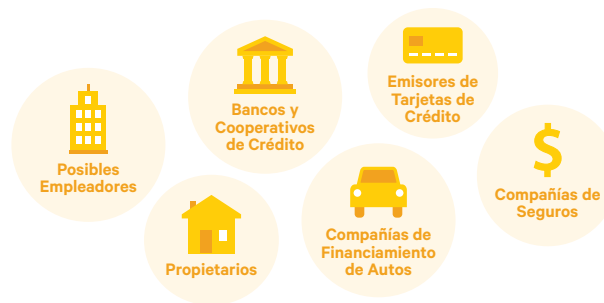 Posibles
Empleadores
Bancos y
Cooperativos
de Crédito
Emisores de
Tarjetas de
Crédito
Propietarios
Compañías de
Financiamiento
de Autos
$
Compañías de
Seguros